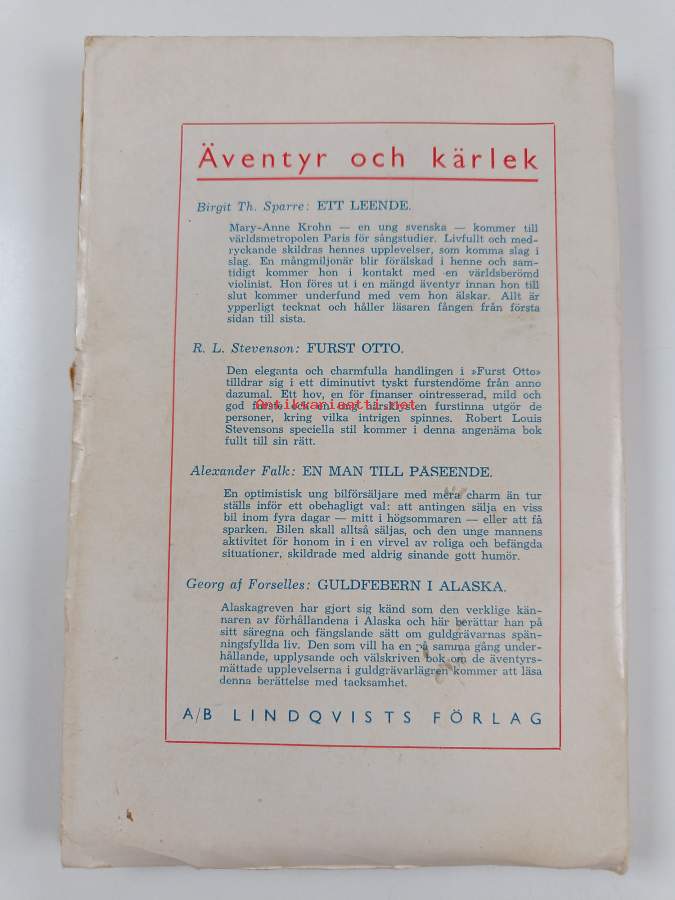 Äventyr och kärlek
Birgit Th. Sparre: ETT LEENDE.
Mary-Anne Krohn — en ung svenska — kommer till
världsmetropolen Paris för sångstudier. Livfullt och med-
ryckande skildras hennes upplevelser, som komma slag i
slag. En mångmiljonär blir förälskad i henne och sam-
tidigt kommer hon i kontakt med en världsberömd
violinist. Hon föres ut i en mängd äventyr innan hon till
slut kommer underfund med vem hon älskar. Allt är
ypperligt tecknat och håller läsaren fången från första
sidan till sista.
R. L. Stevenson: FURST OTTO.
Den eleganta och charmfulla handlingen i »Furst Otto»
tilldrar sig i ett diminutivt tyskt furstendöme från anno
dazumal. Ett hov, en för finanser ointresserad, mild och
god furste och en ung härsklysten furstinna utgör de
antikvariaatti.net
personer, kring vilka intrigen spinnes. Robert Louis
Stevensons speciella stil kommer i denna angenäma bok
fullt till sin rätt.
Alexander Falk: EN MAN TILL PÅSEENDE.
En optimistisk ung bilförsäljare med mera charm än tur
ställs inför ett obehagligt val: att antingen sälja en viss
bil inom fyra dagar — mitt i högsommaren — eller att få
sparken. Bilen skall alltså säljas, och den unge mannens
aktivitet för honom in i en virvel av roliga och befängda
situationer, skildrade med aldrig sinande gott humör.
Georg af Forselles: GULDFEBERN I ALASKA.
Alaskagreven har gjort sig känd som den verklige kän-
naren av förhållandena i Alaska och här berättar han på
sitt säregna och fängslande sätt om guldgrävarnas spän-
ningsfyllda liv. Den som vill ha en på samma gång under-
hållande, upplysande och välskriven bok om de äventyrs-
mättade upplevelserna i guldgrävarlägren kommer att läsa
denna berättelse med tacksamhet.
A/B LINDQVISTS FÖRLAG